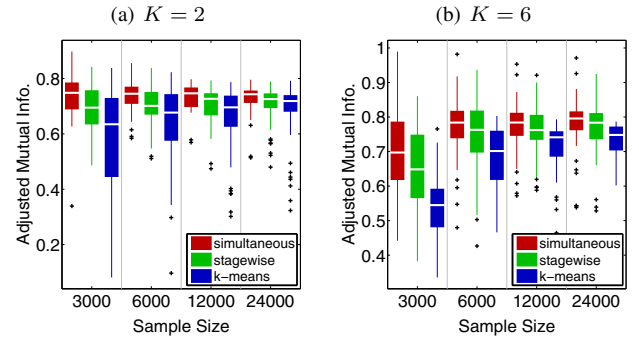 (a) K = 2
Adjusted Mutual Info.
0.8
0.6
0.4
0.2
simultaneous
stagewise
k−means
3000 6000 12000 24000
Sample Size
(b) K = 6
Adjusted Mutual Info.
1
0.9
0.8
0.7
0.6
0.5
0.4
simultaneous
stagewise
k−means
3000 6000 12000 24000
Sample Size